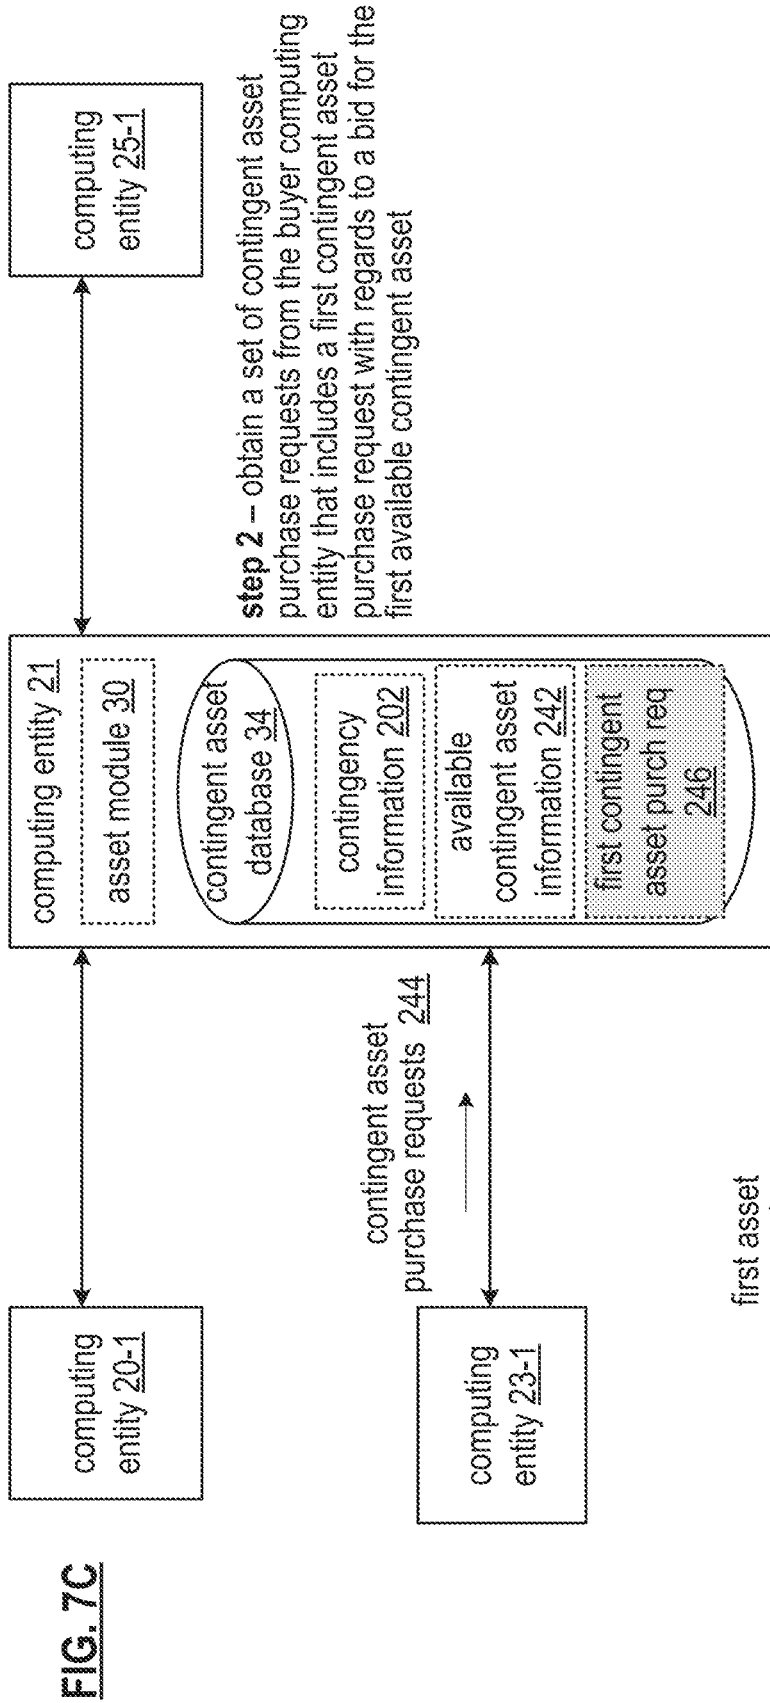 FIG. 7C
computing
entity 20-1
computing
entity 23-1
contingent asset
purchase requests 244
first asset
computing entity 21
asset module 30
contingent asset
database 34
contingency
information 202
available
contingent asset
information 242
first contingent
asset purch req
246
computing
entity 25-1
step 2 – obtain a set of contingent asset
purchase requests from the buyer computing
entity that includes a first contingent asset
purchase request with regards to a bid for the
first available contingent asset